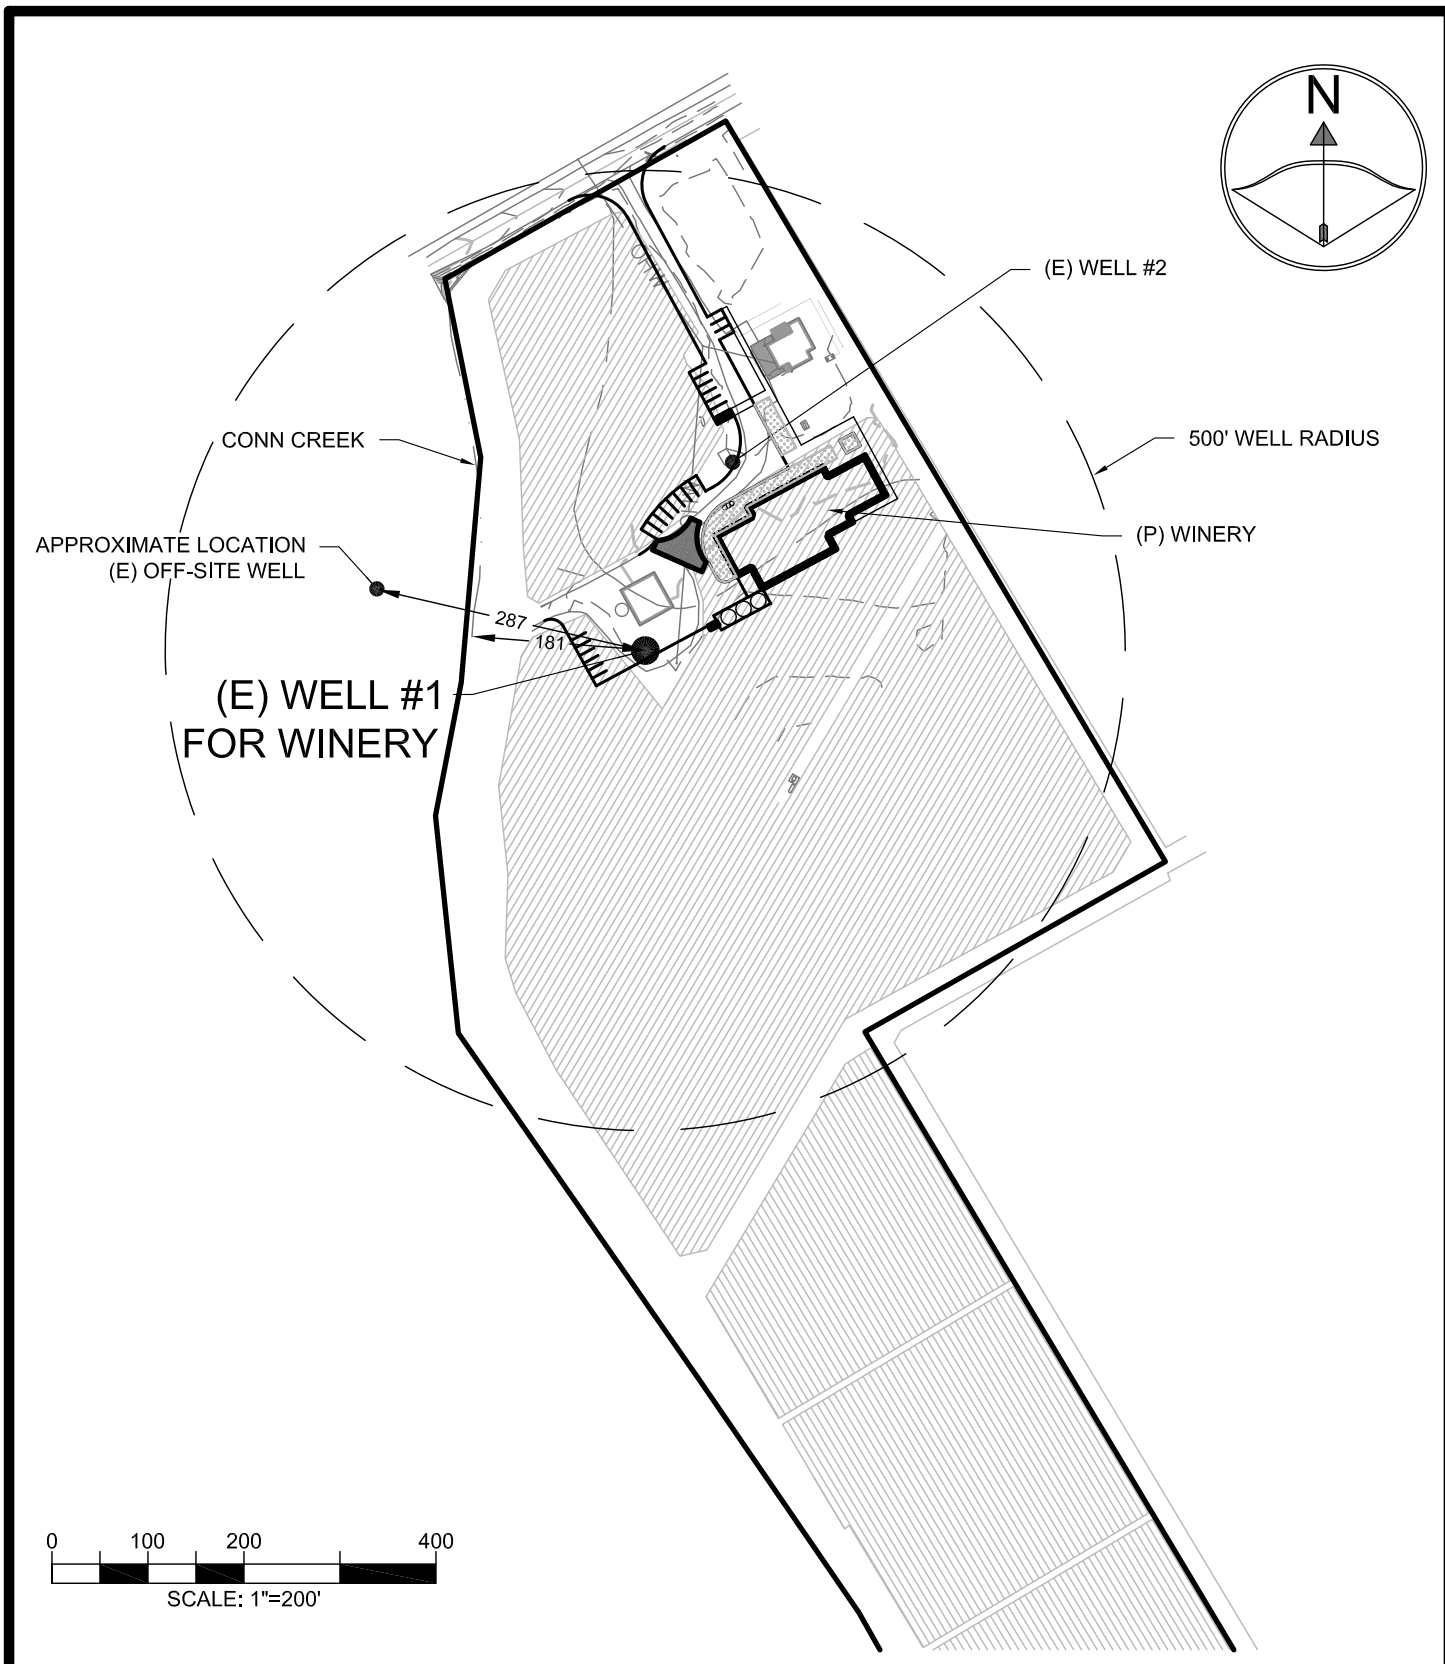 N
(E) WELL #2
CONN CREEK
500' WELL RADIUS
APPROXIMATE LOCATION
(E) OFF-SITE WELL
(P) WINERY
287
181
(E) WELL #1
FOR WINERY
0 100 200 400
SCALE: 1"=200'